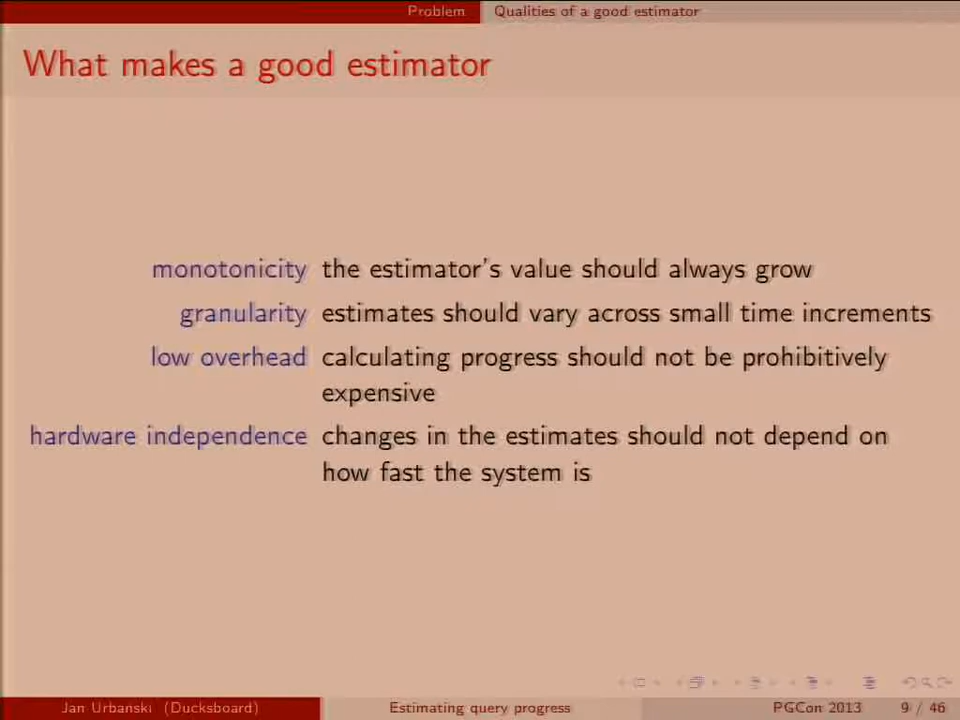 Problem
Qualities of a good estimator
What makes a good estimator
monotonicity the estimator's value should always grow
granularity estimates should vary across small time increments
low overhead calculating progress should not be prohibitively
expensive
hardware independence changes in the estimates should not depend on
how fast the system is
Jan Urbański (Ducksboard)
Estimating query progress
PGCon 2013
9 / 46